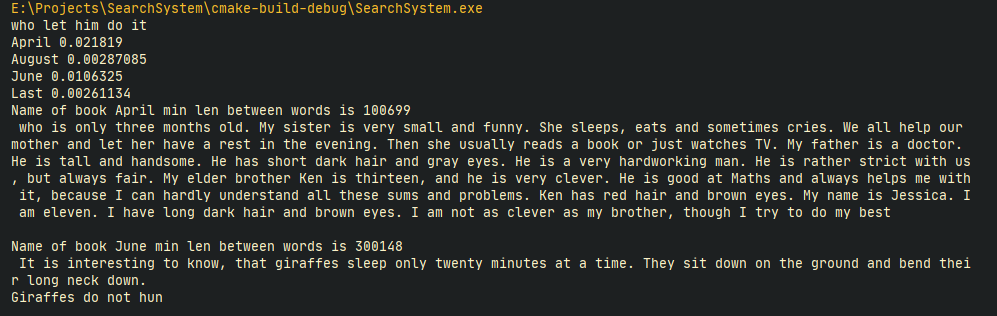 E:\Projects\SearchSystem\cmake-build-debug\SearchSystem.exe
who let him do it
April 0.021819
August 0.00287085
June 0.0106325
Last 0.00261134
Name of book April min len between words is 100699
who is only three months old. My sister is very small and funny. She sleeps, eats and sometimes cries. We all help our
mother and let her have a rest in the evening. Then she usually reads a book or just watches TV. My father is a doctor.
He is tall and handsome. He has short dark hair and gray eyes. He is a very hardworking man. He is rather strict with us
, but always fair. My elder brother Ken is thirteen, and he is very clever. He is good at Maths and always helps me with
it, because I can hardly understand all these sums and problems. Ken has red hair and brown eyes. My name is Jessica. I
am eleven. I have long dark hair and brown eyes. I am not as clever as my brother, though I try to do my best
Name of book June min len between words is 300148
It is interesting to know, that giraffes sleep only twenty minutes at a time. They sit down on the ground and bend thei
r long neck down.
Giraffes do not hun